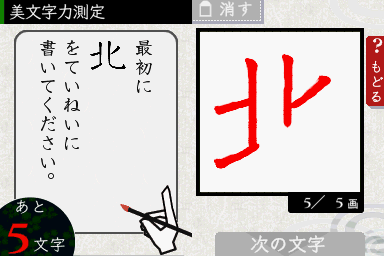 美文字力測定
消す
最初に
北
をていねいに
書いてください。
あと
5文字
北
5/ 5画
?もどる
次の文字